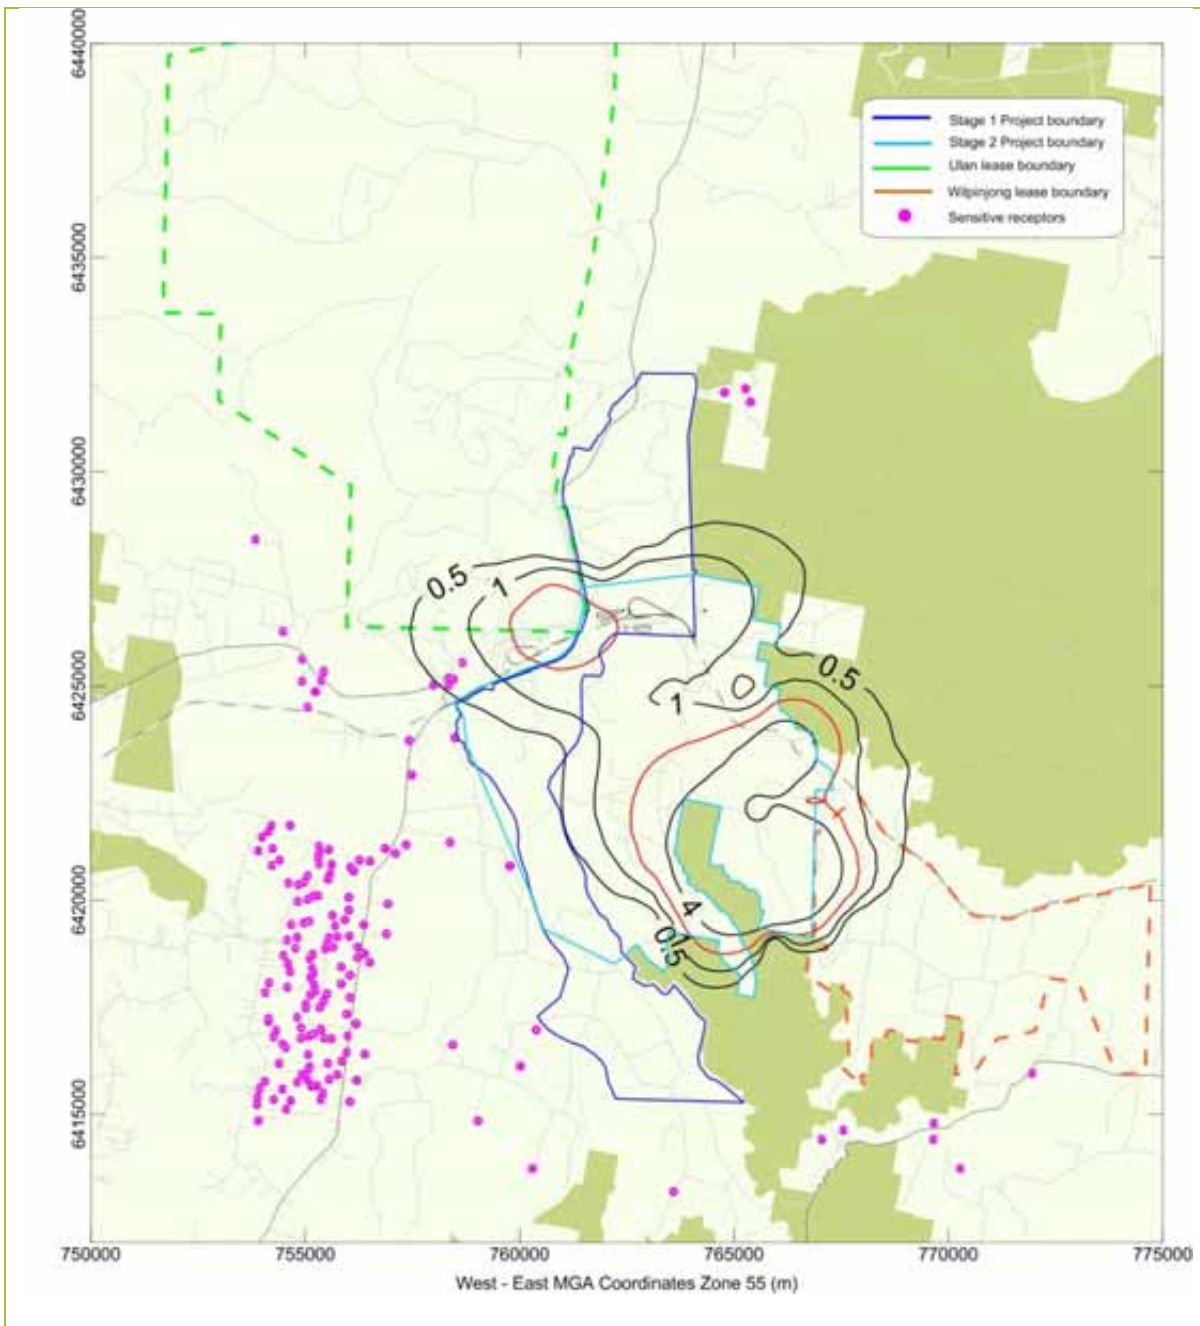 6440000
Stage 1 Project boundary
Stage 2 Project boundary
Ulan lease boundary
Wilpinjong lease boundary
Sensitive receptors
6435000
6430000
0.5
1
6425000
0.5
1
6420000
4
1
0.5
6415000
750000 755000 760000 765000 770000 775000
West - East MGA Coordinates Zone 55 (m)